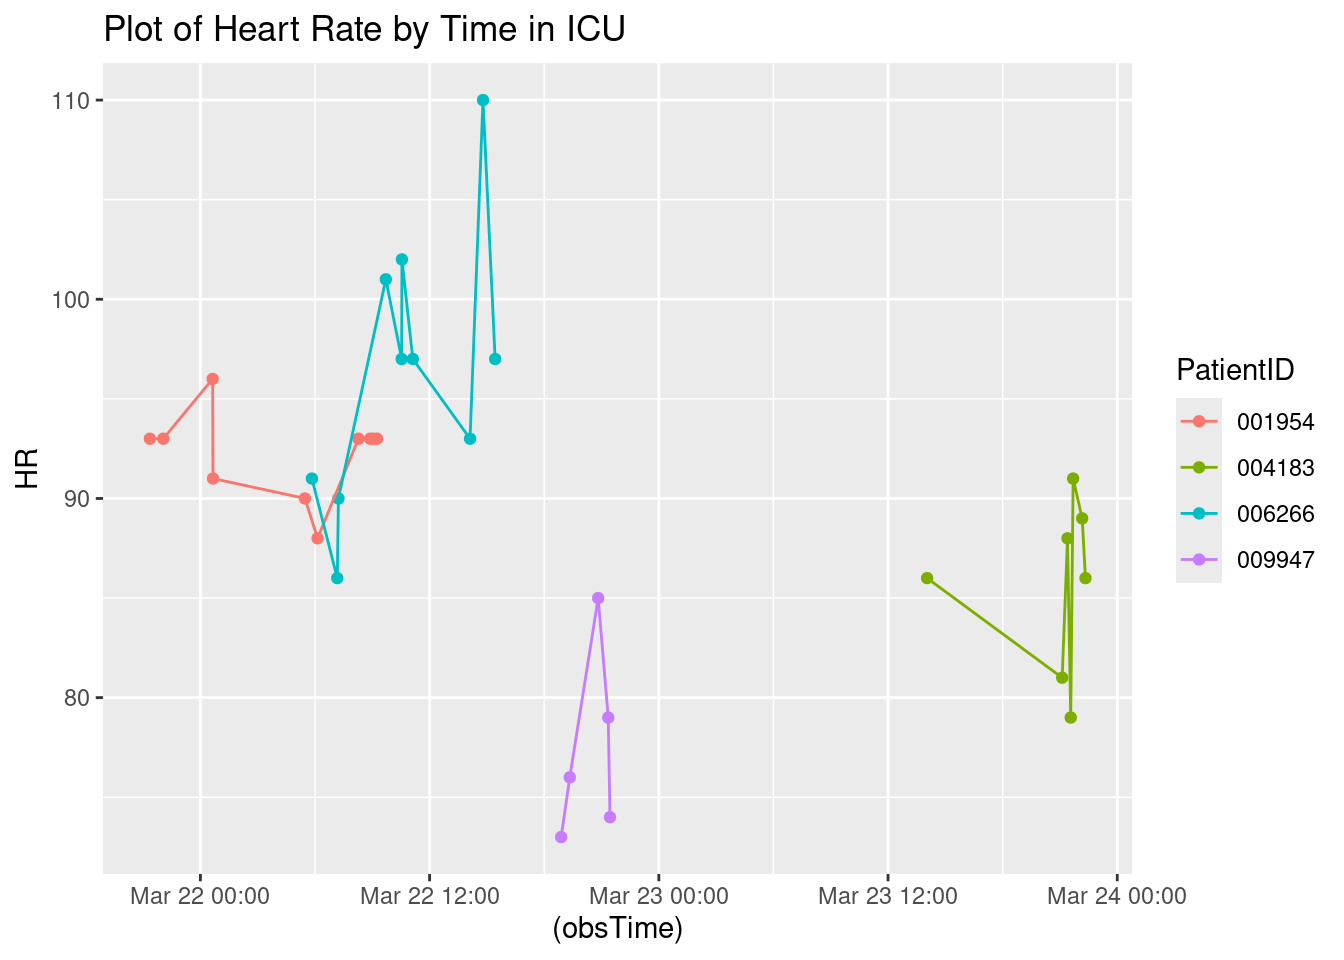 Plot of Heart Rate by Time in ICU
110
100
90
80
HR
Mar 22 00:00
Mar 22 12:00
Mar 23 00:00
Mar 23 12:00
Mar 24 00:00
(obsTime)
PatientID
001954
004183
006266
009947